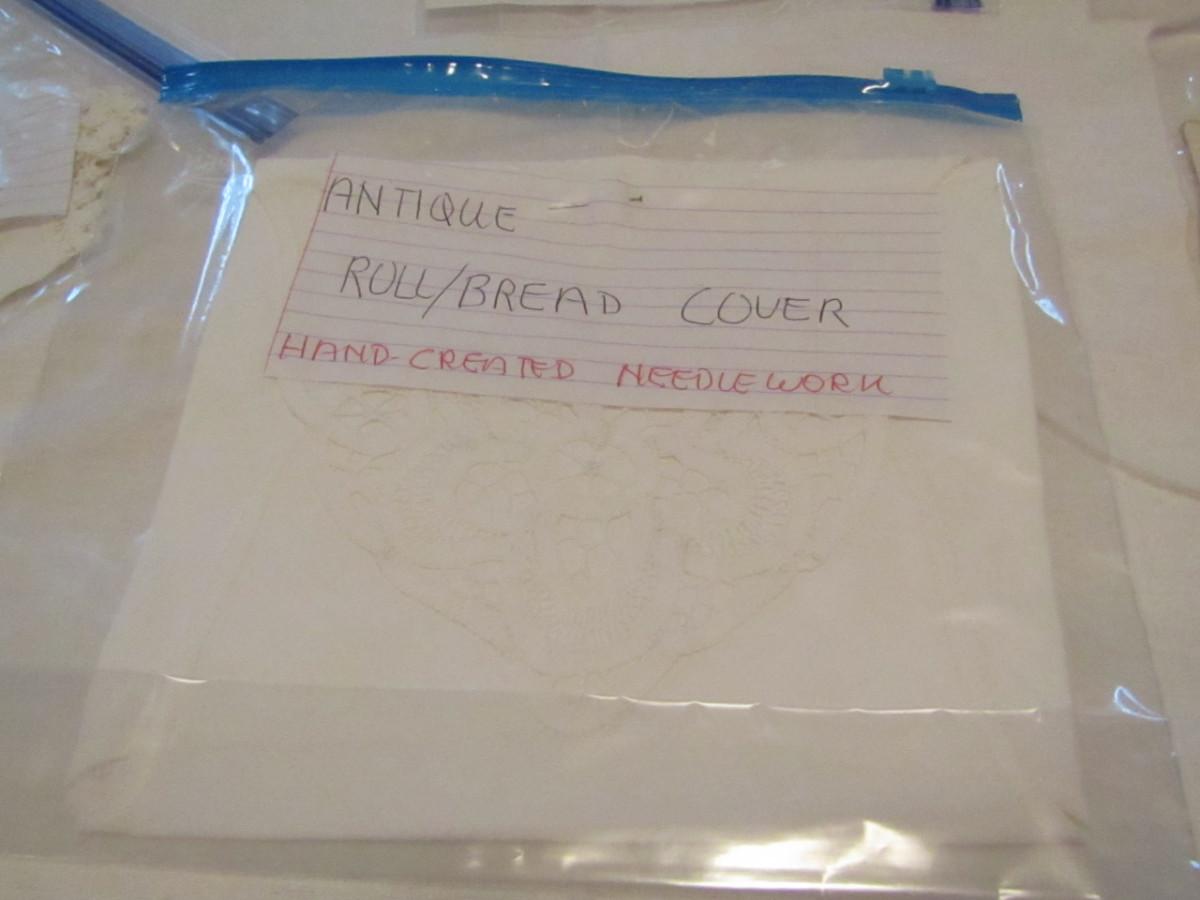 ANTIQUE —
ROLL/BREAD COVER
HAND-CREATED NEEDLEWORK